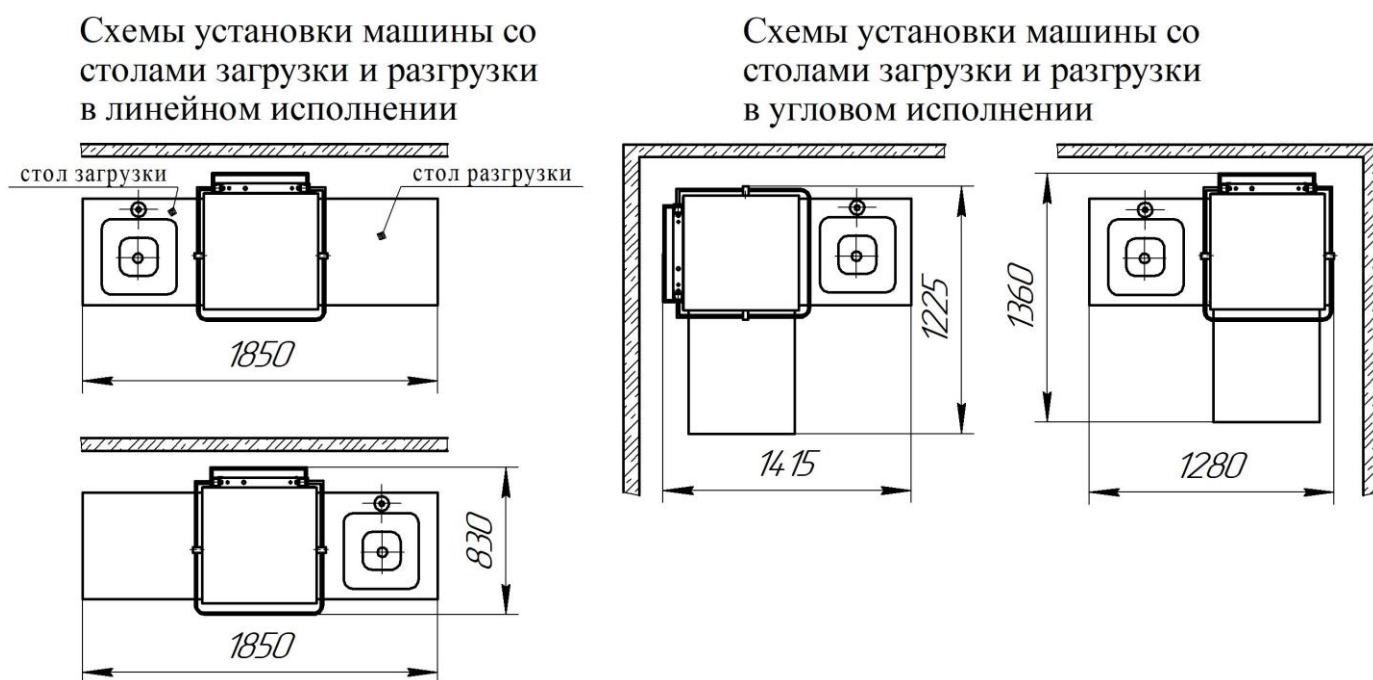 Схемы установки машины со
столами загрузки и разгрузки
в линейном исполнении
стол загрузки
стол разгрузки
1850
830
1850
Схемы установки машины со
столами загрузки и разгрузки
в угловом исполнении
1225
1415
1360
1280